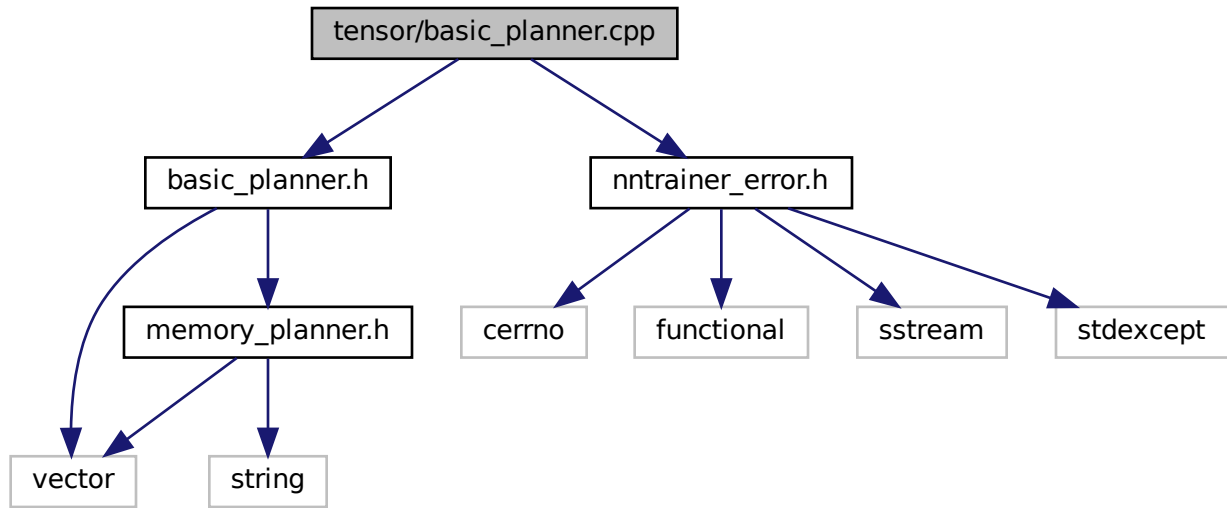 tensor/basic_planner.cpp
basic_planner.h
nntrainer_error.h
memory_planner.h
cerrno
functional
sstream
stdexcept
vector
string